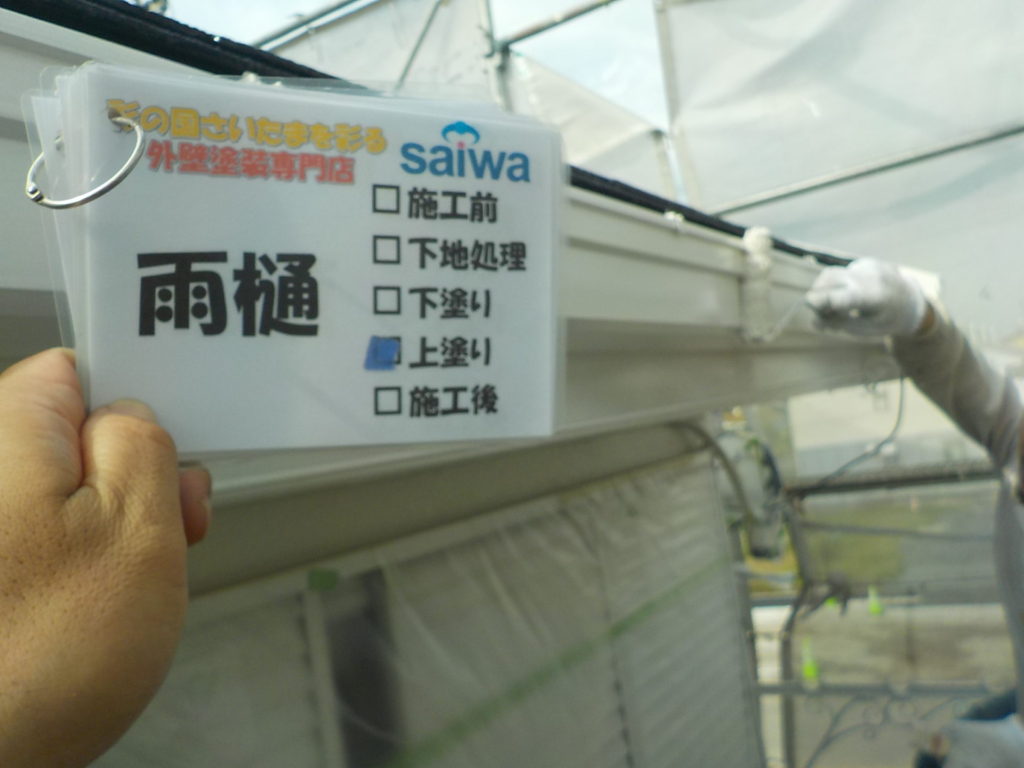 彩の国さいたまを彩る
外壁塗装専門店
saiwa
雨樋
□施工前
□下地処理
□下塗り
■上塗り
□施工後